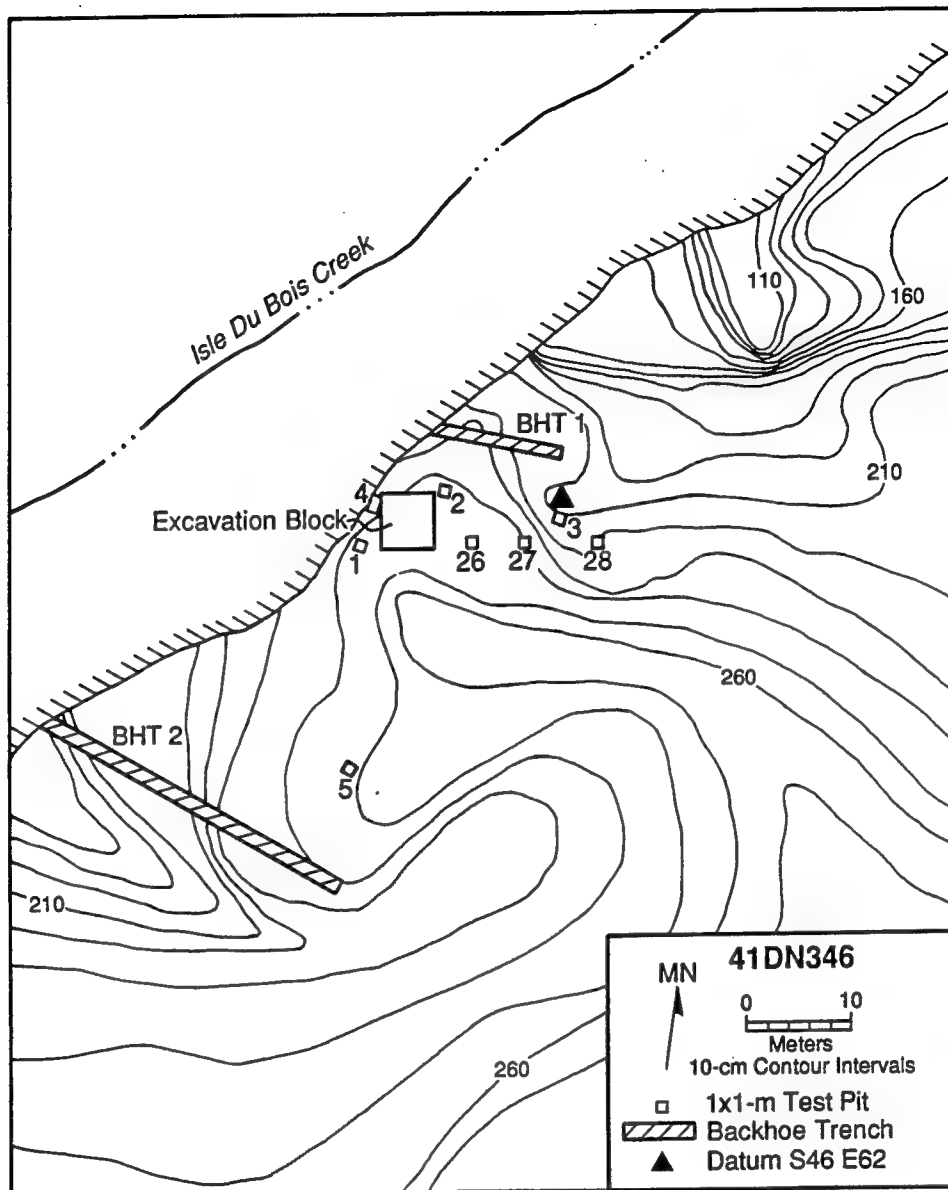 Isle Du Bois Creek
110
160
BHT 1
210
4
2
Excavation Block
3
1
26
27
28
260
BHT 2
5
210
260
41DN346
MN
0 10
Meters
10-cm Contour Intervals
1x1-m Test Pit
Backhoe Trench
Datum S46 E62